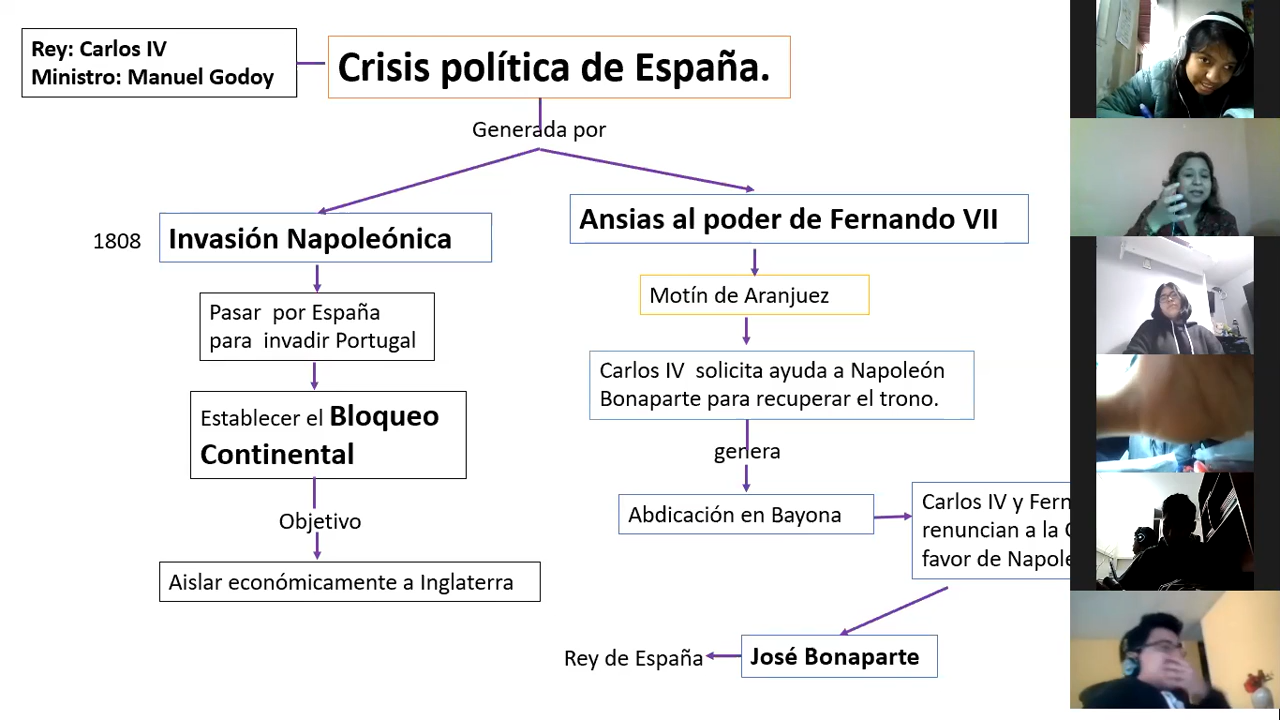 Rey: Carlos IV
Ministro: Manuel Godoy
Crisis política de España.
Generada por
1808
Invasión Napoleónica
Pasar por España
para invadir Portugal
Establecer el Bloqueo
Continental
Objetivo
Aislar económicamente a Inglaterra
Ansias al poder de Fernando VII
Motín de Aranjuez
Carlos IV solicita ayuda a Napoleón
Bonaparte para recuperar el trono.
genera
Abdicación en Bayona
Carlos IV y
renuncian a la
favor de
José Bonaparte
Rey de España